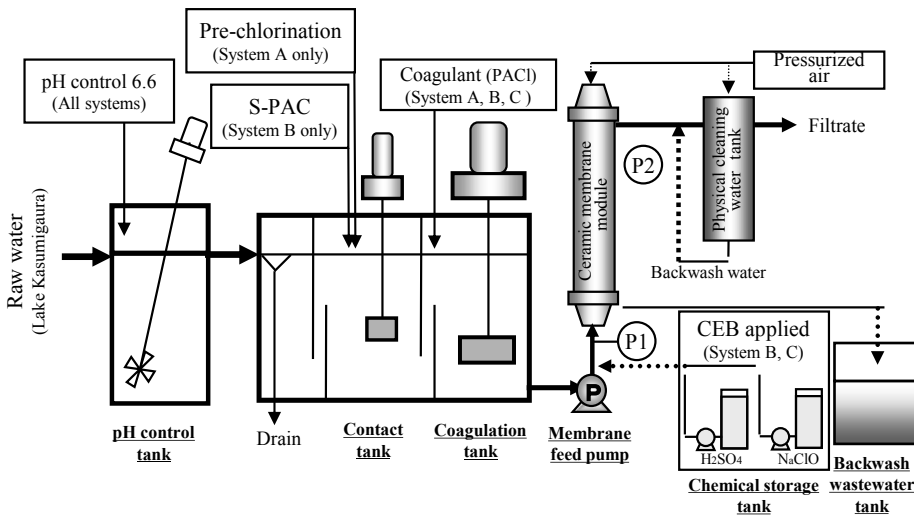 Pre-chlorination
(System A only)
pH control 6.6
(All systems)
S-PAC
(System B only)
Coagulant (PACl)
(System A, B, C )
Pressurized
air
Ceramic membrane
module
P2
Physical cleaning
water tank
Filtrate
Backwash water
Raw water
(Lake Kasumigaura)
P1
P
CEB applied
(System B, C)
H2SO4
NaClO
pH control
tank
Drain
Contact
tank
Coagulation
tank
Membrane
feed pump
Chemical storage
tank
Backwash
wastewater
tank